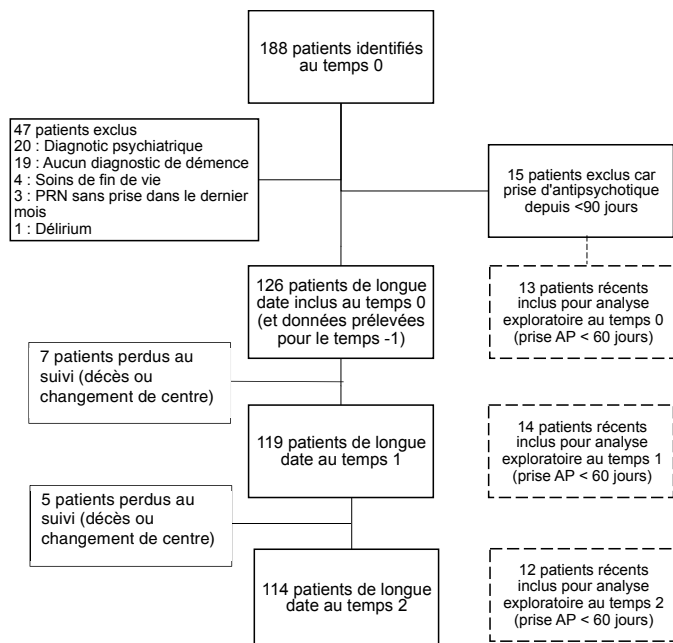 188 patients identifiés
au temps 0
47 patients exclus
20 : Diagnotic psychiatrique
19 : Aucun diagnostic de démence
4 : Soins de fin de vie
3 : PRN sans prise dans le dernier
mois
1 : Délirium
15 patients exclus car
prise d'antipsychotique
depuis <90 jours
126 patients de longue
date inclus au temps 0
(et données prélevées
pour le temps -1)
13 patients récents
inclus pour analyse
exploratoire au temps 0
(prise AP < 60 jours)
7 patients perdus au
suivi (décès ou
changement de centre)
119 patients de longue
date au temps 1
14 patients récents
inclus pour analyse
exploratoire au temps 1
(prise AP < 60 jours)
5 patients perdus au
suivi (décès ou
changement de centre)
114 patients de longue
date au temps 2
12 patients récents
inclus pour analyse
exploratoire au temps 2
(prise AP < 60 jours)